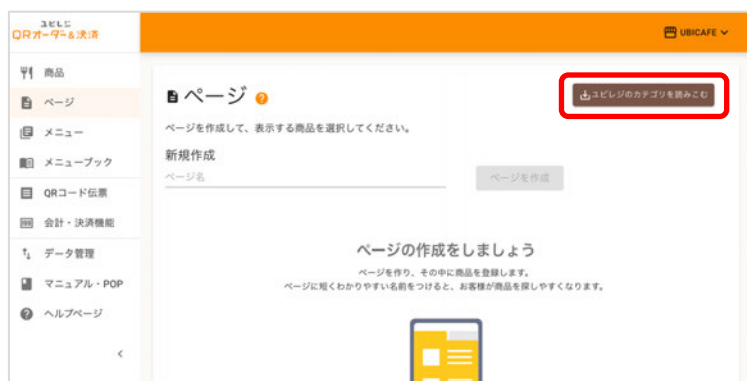 ユビレジ
QRオーダー&決済
UBICAFE
商品
ページ
メニュー
メニューブック
QRコード伝票
会計・決済機能
データ管理
マニュアル・POP
ヘルプページ
ページ
ユビレジのカテゴリを読みこむ
ページを作成して、表示する商品を選択してください。
新規作成
ページ名
ページを作成
ページの作成をしましょう
ページを作り、その中に商品を登録します。
ページに短くわかりやすい名前をつけると、お客様が商品を探しやすくなります。